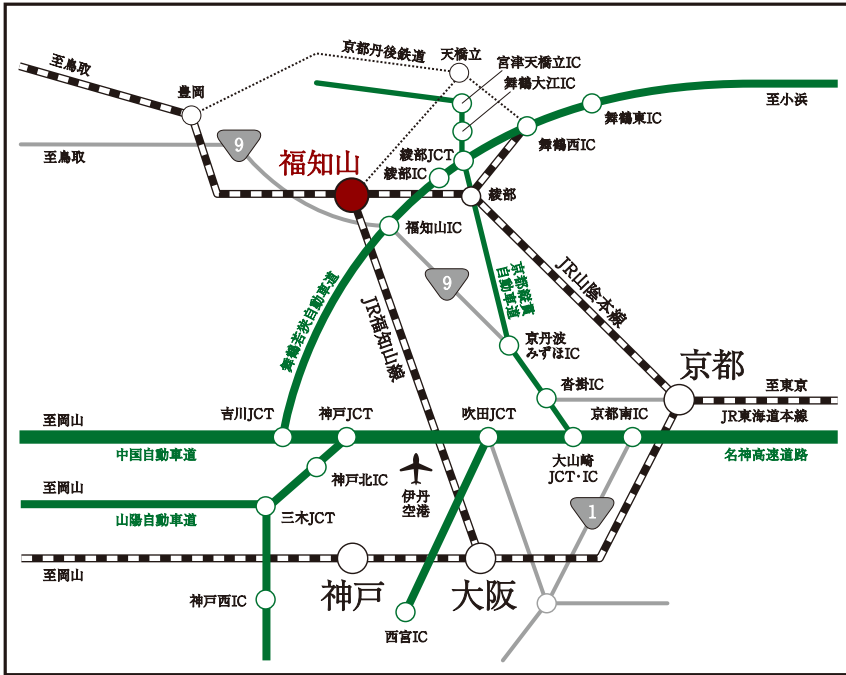 至鳥取
京都丹後鉄道
天橋立
宮津天橋立IC
舞鶴大江IC
豊岡
至小浜
舞鶴東IC
9
舞鶴西IC
至鳥取
福知山
綾部JCT
綾部IC
綾部
福知山IC
9
京都縦貫
自動車道
JR山陰本線
舞鶴若狭自動車道
JR福知山線
京丹波
みずほIC
京都
沓掛IC
至東京
JR東海道本線
至岡山
吉川JCT
神戸JCT
吹田JCT
京都南IC
中国自動車道
大山崎
JCT・IC
名神高速道路
神戸北IC
伊丹
空港
至岡山
山陽自動車道
三木JCT
1
至岡山
神戸
大阪
神戸西IC
西宮IC